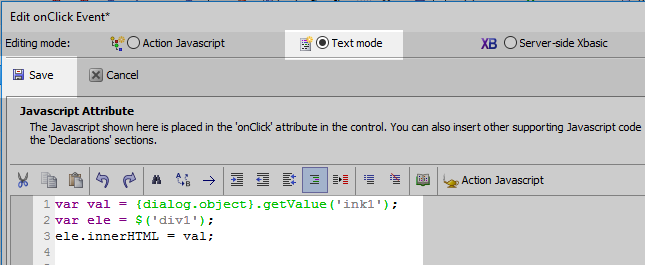 Edit onClick Event*
Editing mode: Action Javascript Text mode XB Server-side Xbasic
Save Cancel
Javascript Attribute
The Javascript shown here is placed in the 'onClick' attribute in the control. You can also insert other supporting Javascript code
the 'Declarations' sections.
Action Javascript
1 var val = {dialog.object}.getValue('ink1');
2 var ele = $('div1');
3 ele.innerHTML = val;
4
5